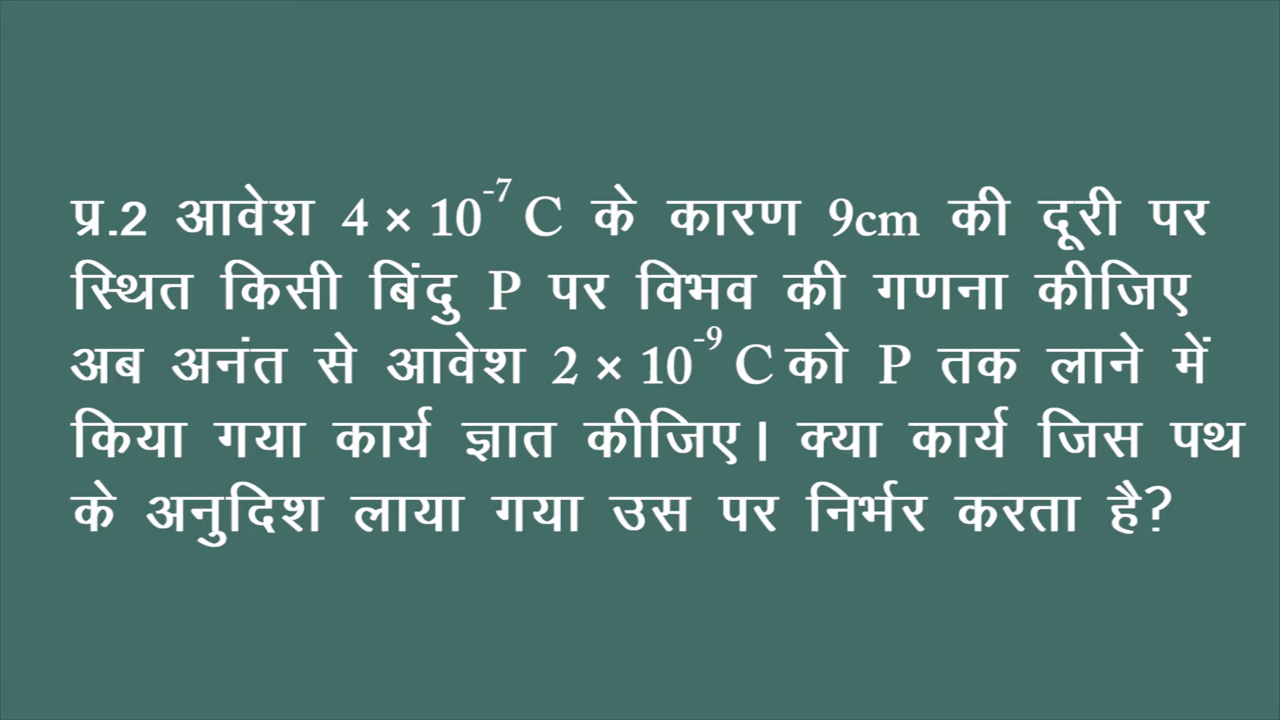 प्र.2 आवेश 4 × 10⁻⁷ C के कारण 9cm की दूरी पर
स्थित किसी बिंदु P पर विभव की गणना कीजिए
अब अनंत से आवेश 2 × 10⁻⁹ C को P तक लाने में
किया गया कार्य ज्ञात कीजिए। क्या कार्य जिस पथ
के अनुदिश लाया गया उस पर निर्भर करता है?